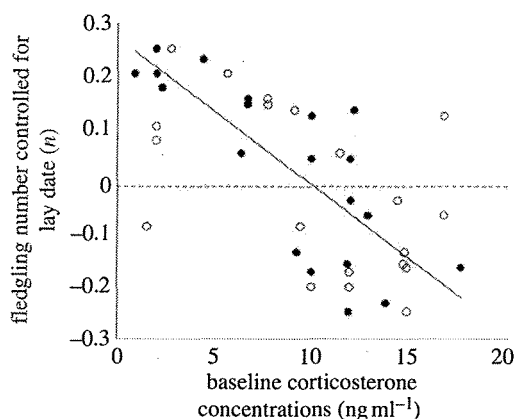 0.3
0.2
0.1
0
−0.1
−0.2
−0.3
fledgling number controlled for
lay date (n)
0 5 10 15 20
baseline corticosterone
concentrations (ng ml⁻¹)